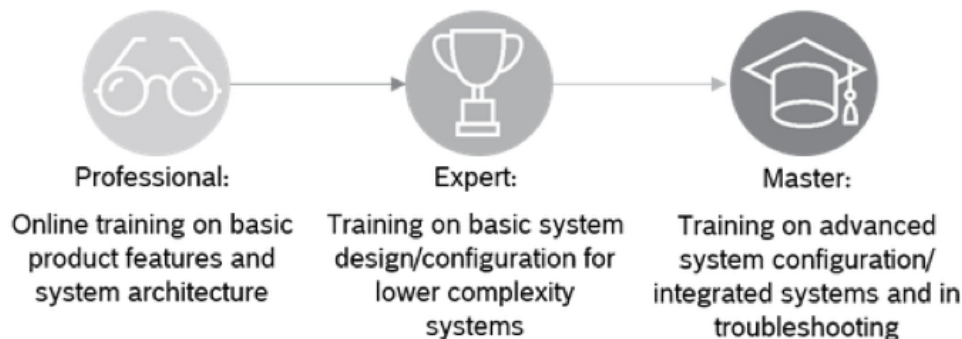 Professional:
Online training on basic
product features and
system architecture
Expert:
Training on basic system
design/configuration for
lower complexity
systems
Master:
Training on advanced
system configuration/
integrated systems and in
troubleshooting